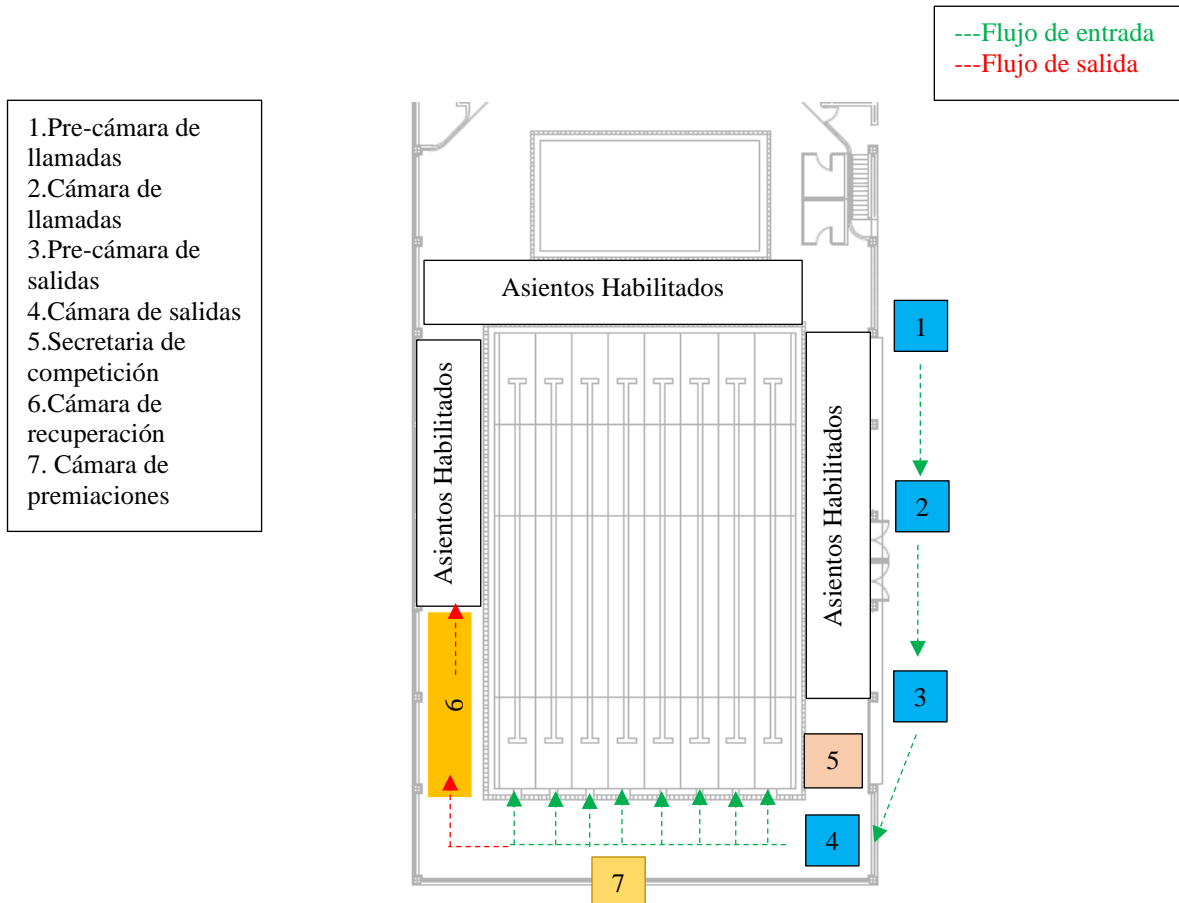 ---Flujo de entrada
---Flujo de salida
1.Pre-cámara de
llamadas
2.Cámara de
llamadas
3.Pre-cámara de
salidas
4.Cámara de salidas
5.Secretaria de
competición
6.Cámara de
recuperación
7. Cámara de
premiaciones
Asientos Habilitados
1
Asientos Habilitados
Asientos Habilitados
2
3
6
5
4
7